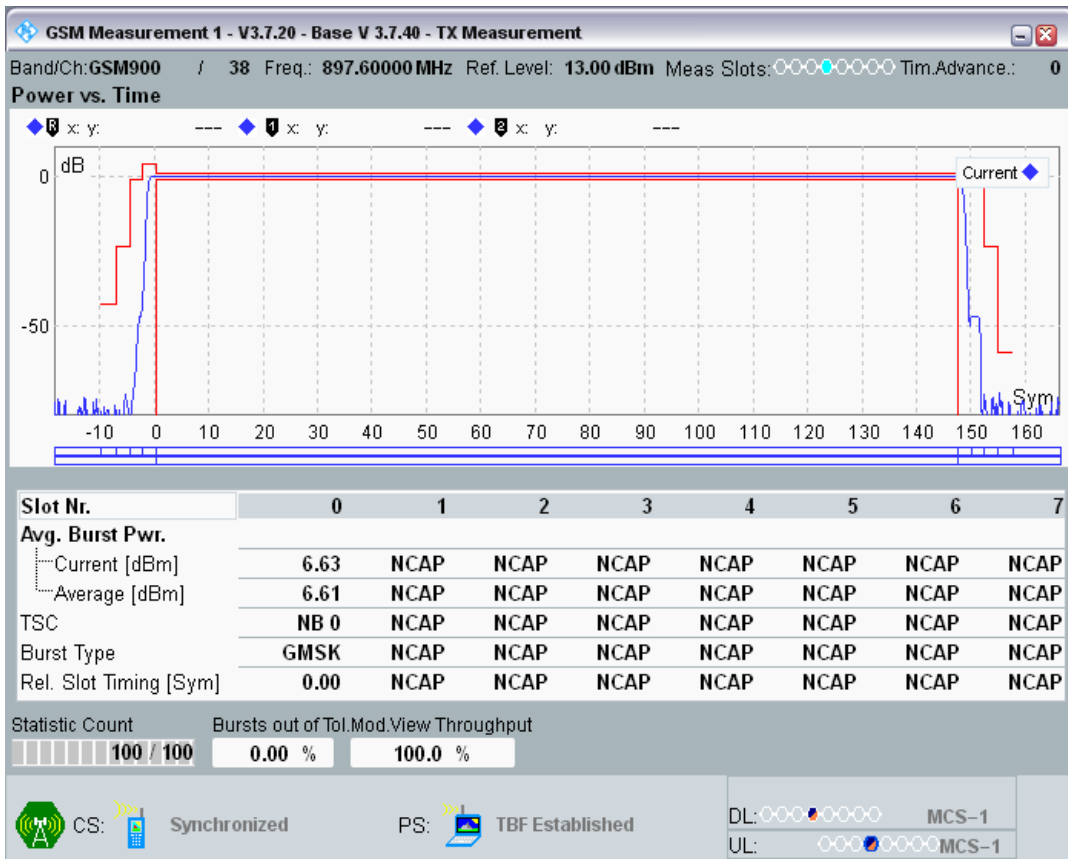 GSM Measurement 1 - V3.7.20 - Base V 3.7.40 - TX Measurement
Band/Ch:GSM900 / 38 Freq.: 897.60000 MHz Ref. Level: 13.00 dBm Meas Slots: Tim.Advance.: 0
Power vs. Time
R x: y: --- 1 x: y: --- 2 x: y: ---
dB
Current
0
-50
Sym
-10 0 10 20 30 40 50 60 70 80 90 100 110 120 130 140 150 160
Slot Nr. 0 1 2 3 4 5 6 7
Avg. Burst Pwr.
Current [dBm] 6.63 NCAP NCAP NCAP NCAP NCAP NCAP NCAP
Average [dBm] 6.61 NCAP NCAP NCAP NCAP NCAP NCAP NCAP
TSC NB 0 NCAP NCAP NCAP NCAP NCAP NCAP NCAP
Burst Type GMSK NCAP NCAP NCAP NCAP NCAP NCAP NCAP
Rel. Slot Timing [Sym] 0.00 NCAP NCAP NCAP NCAP NCAP NCAP NCAP
Statistic Count Bursts out of Tol.Mod.View Throughput
100 / 100 0.00 % 100.0 %
CS: Synchronized PS: TBF Established
DL: MCS-1
UL: MCS-1